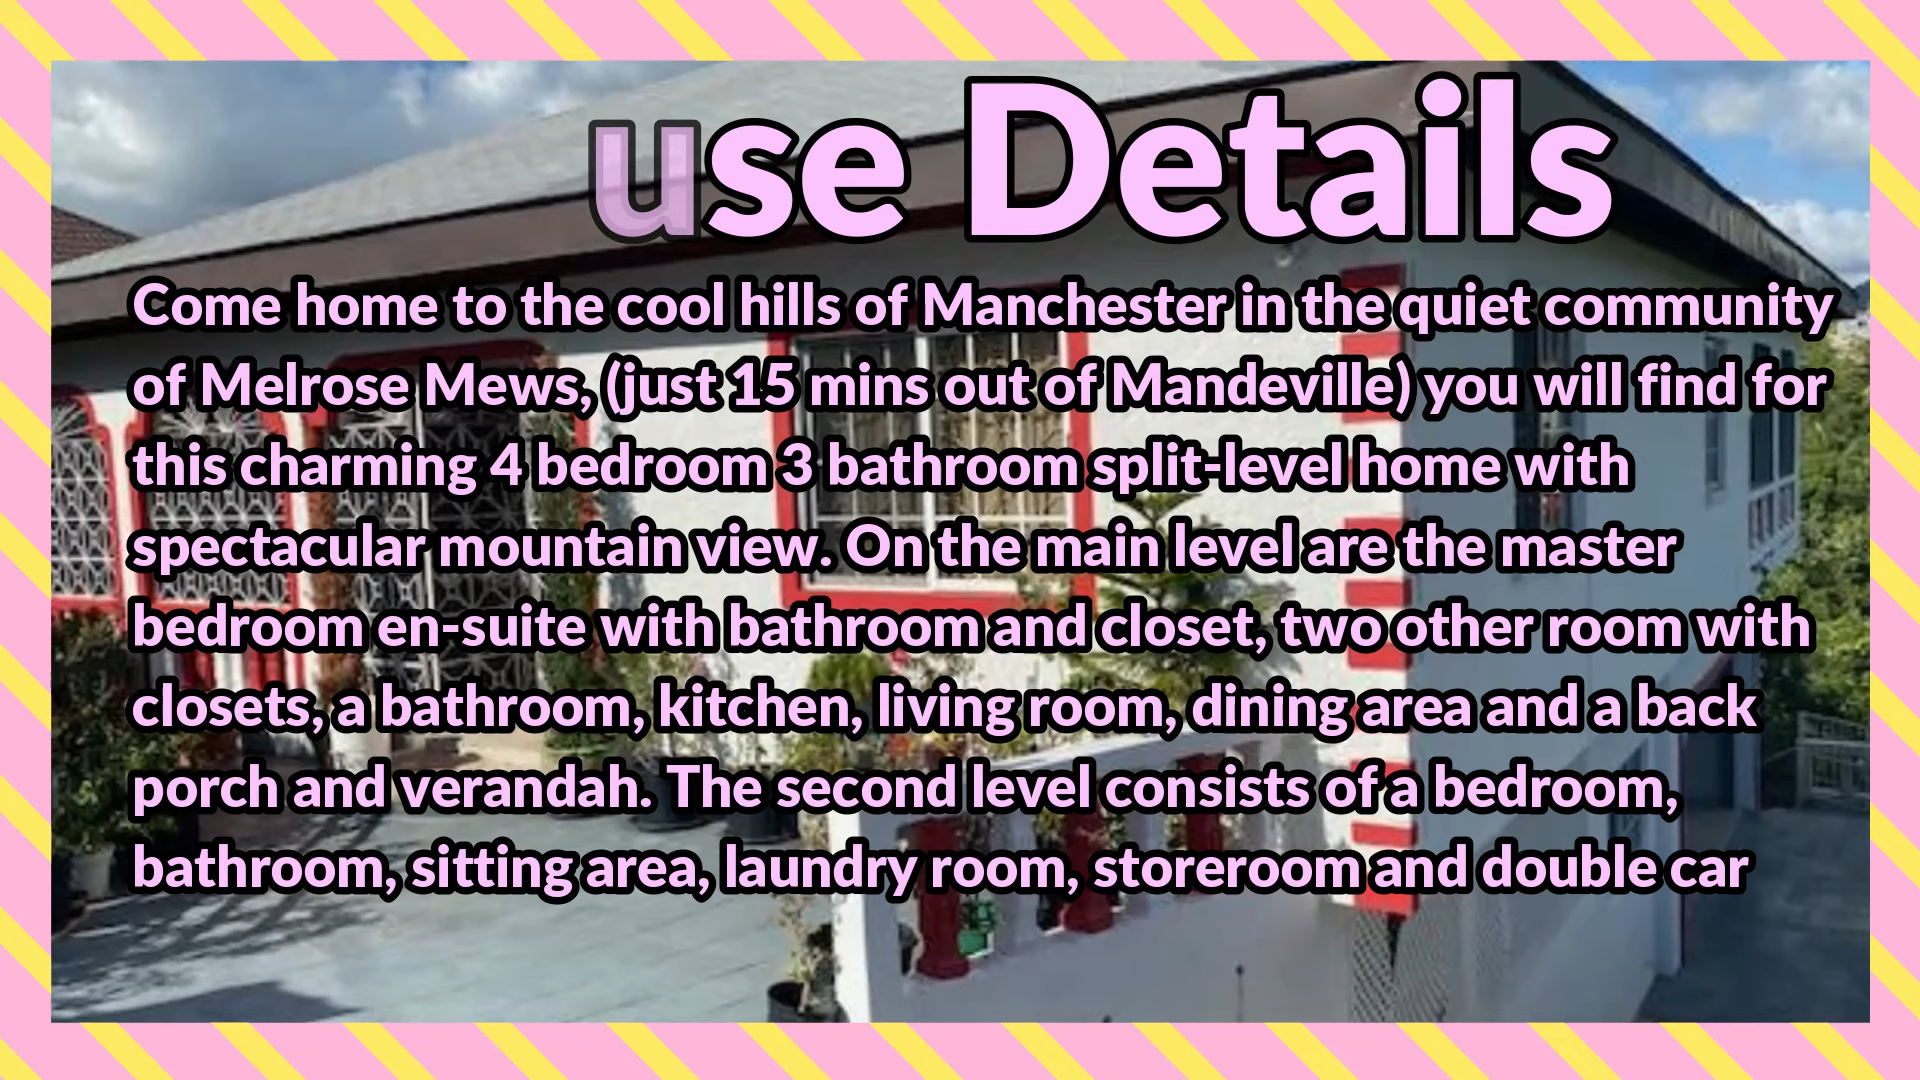 use Details
Come home to the cool hills of Manchester in the quiet community
of Melrose Mews, (just 15 mins out of Mandeville) you will find for
this charming 4 bedroom 3 bathroom split-level home with
spectacular mountain view. On the main level are the master
bedroom en-suite with bathroom and closet, two other room with
closets, a bathroom, kitchen, living room, dining area and a back
porch and verandah. The second level consists of a bedroom,
bathroom, sitting area, laundry room, storeroom and double car